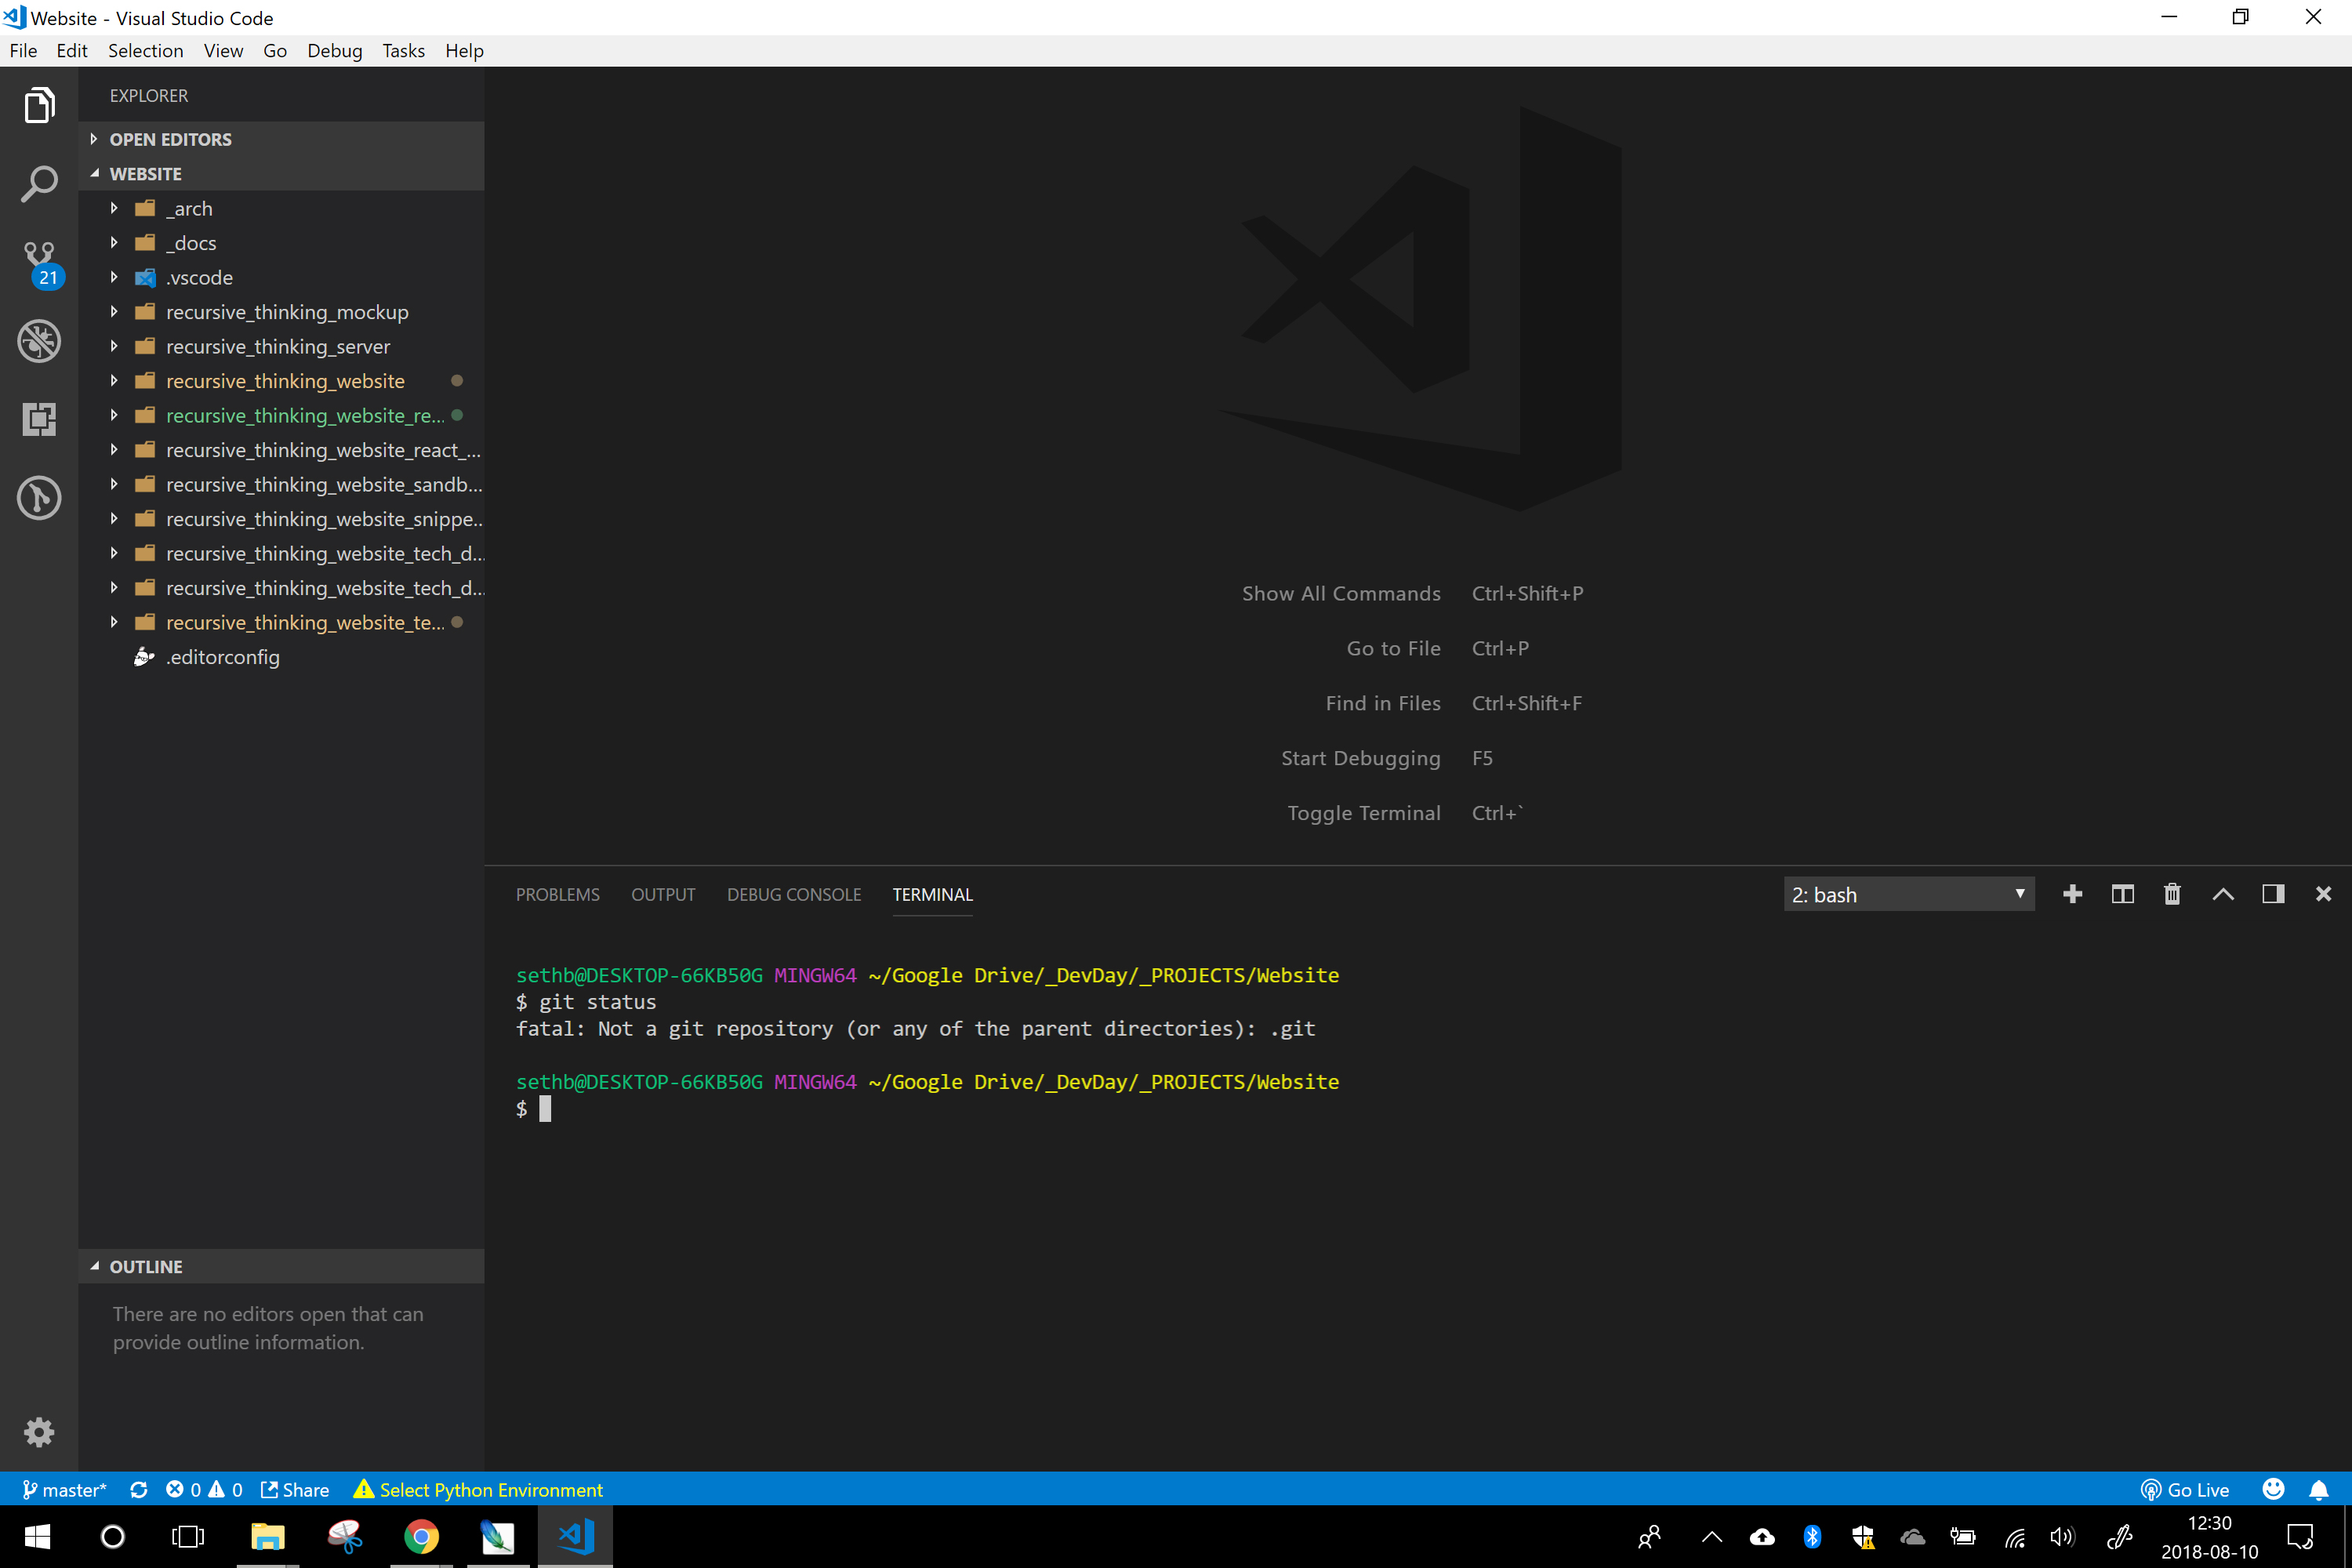 Website - Visual Studio Code
File Edit Selection View Go Debug Tasks Help
EXPLORER
OPEN EDITORS
WEBSITE
_arch
_docs
21
.vscode
recursive_thinking_mockup
recursive_thinking_server
recursive_thinking_website
recursive_thinking_website_re...
recursive_thinking_website_react_...
recursive_thinking_website_sandb...
recursive_thinking_website_snippe...
recursive_thinking_website_tech_d...
recursive_thinking_website_tech_d...
recursive_thinking_website_te...
.editorconfig
Show All Commands Ctrl+Shift+P
Go to File Ctrl+P
Find in Files Ctrl+Shift+F
Start Debugging F5
Toggle Terminal Ctrl+`
PROBLEMS OUTPUT DEBUG CONSOLE TERMINAL 2: bash
sethb@DESKTOP-66KB50G MINGW64 ~/Google Drive/_DevDay/_PROJECTS/Website
$ git status
fatal: Not a git repository (or any of the parent directories): .git
sethb@DESKTOP-66KB50G MINGW64 ~/Google Drive/_DevDay/_PROJECTS/Website
$
OUTLINE
There are no editors open that can
provide outline information.
master* 0 0 Share Select Python Environment Go Live
12:30
2018-08-10